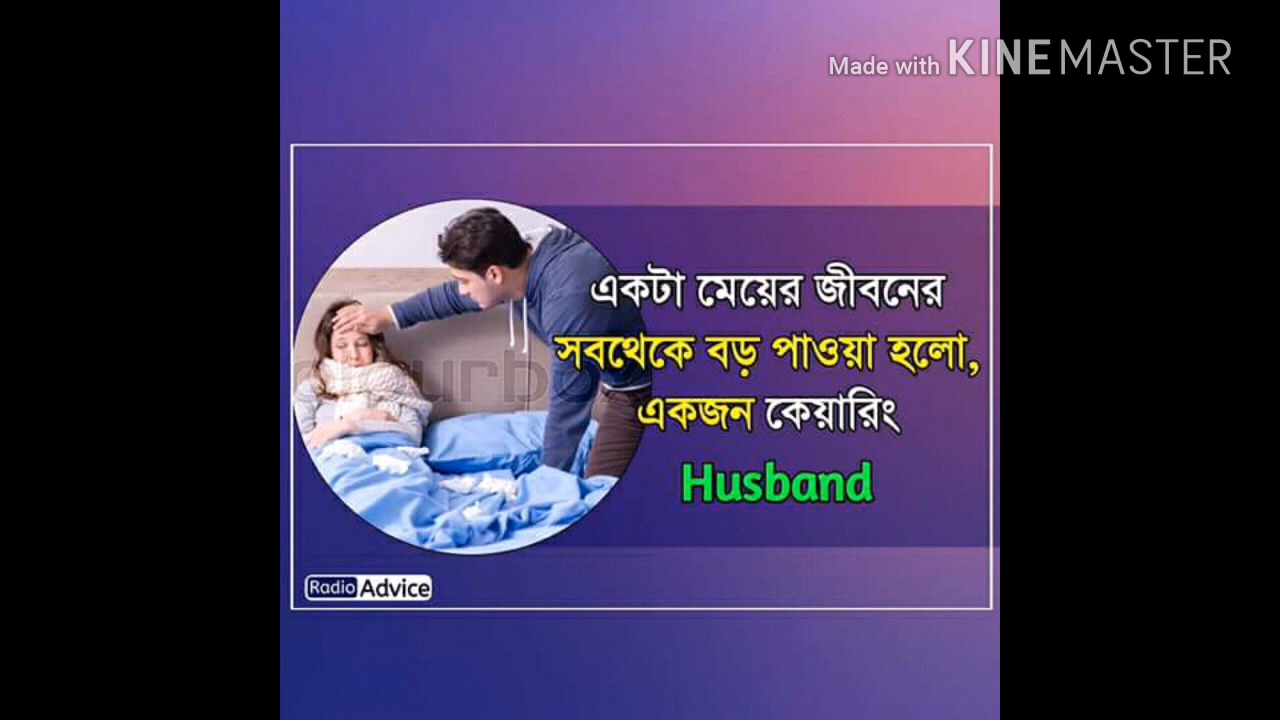 Made with KINEMASTER
একটা মেয়ের জীবনের
সবথেকে বড় পাওয়া হলো,
একজন কেয়ারিং
Husband
Radio Advice